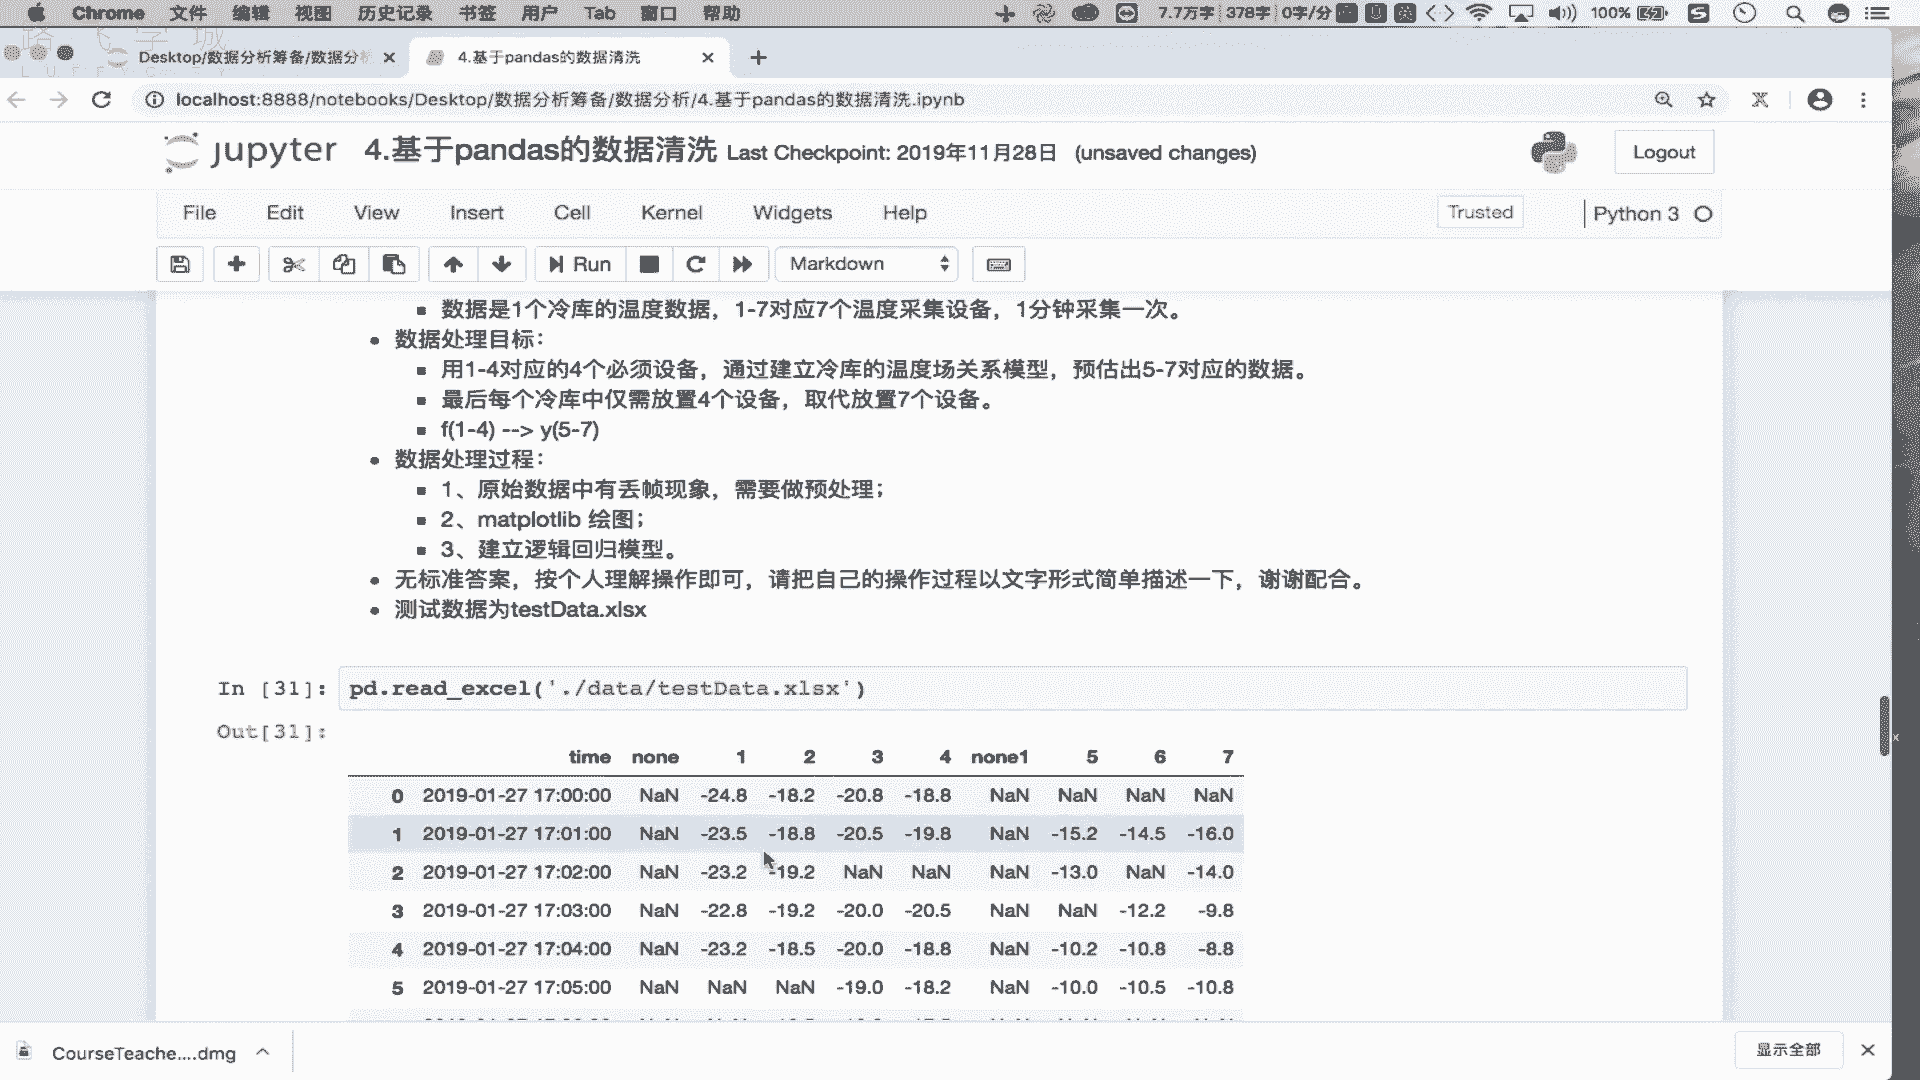 Chrome 文件 编辑 视图 历史记录 书签 用户 Tab 窗口 帮助 7.7万字 378字 0字/分 100%
Desktop/数据分析筹备/数据分析 4.基于pandas的数据清洗
localhost:8888/notebooks/Desktop/数据分析筹备/数据分析/4.基于pandas的数据清洗.ipynb
jupyter 4.基于pandas的数据清洗 Last Checkpoint: 2019年11月28日 (unsaved changes) Logout
File Edit View Insert Cell Kernel Widgets Help Trusted Python 3
Run Markdown
数据是1个冷库的温度数据，1-7对应7个温度采集设备，1分钟采集一次。
数据处理目标：
用1-4对应的4个必须设备，通过建立冷库的温度场关系模型，预估出5-7对应的数据。
最后每个冷库中仅需放置4个设备，取代放置7个设备。
f(1-4) --> y(5-7)
数据处理过程：
1、原始数据中有丢帧现象，需要做预处理；
2、matplotlib 绘图；
3、建立逻辑回归模型。
无标准答案，按个人理解操作即可，请把自己的操作过程以文字形式简单描述一下，谢谢配合。
测试数据为testData.xlsx
In [31]: pd.read_excel('./data/testData.xlsx')
Out[31]:
time none 1 2 3 4 none1 5 6 7
0 2019-01-27 17:00:00 NaN -24.8 -18.2 -20.8 -18.8 NaN NaN NaN NaN
1 2019-01-27 17:01:00 NaN -23.5 -18.8 -20.5 -19.8 NaN -15.2 -14.5 -16.0
2 2019-01-27 17:02:00 NaN -23.2 -19.2 NaN NaN NaN -13.0 NaN -14.0
3 2019-01-27 17:03:00 NaN -22.8 -19.2 -20.0 -20.5 NaN NaN -12.2 -9.8
4 2019-01-27 17:04:00 NaN -23.2 -18.5 -20.0 -18.8 NaN -10.2 -10.8 -8.8
5 2019-01-27 17:05:00 NaN NaN NaN -19.0 -18.2 NaN -10.0 -10.5 -10.8
CourseTeache....dmg 显示全部